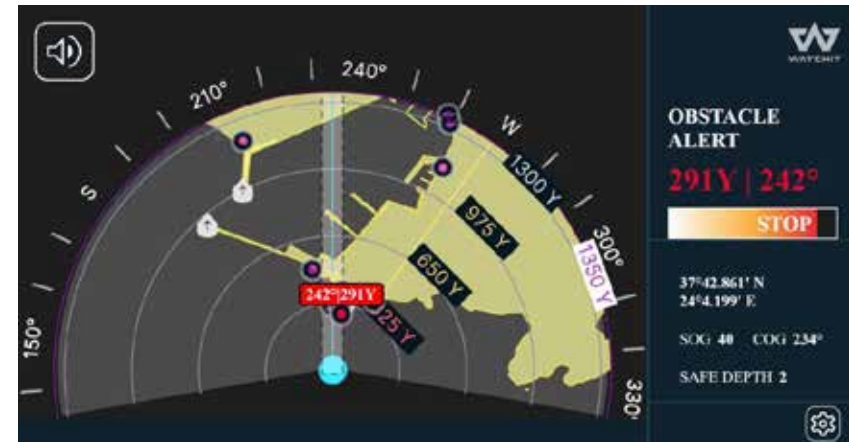 240°
210°
W
S
1300 Y
300°
975 Y
1350 Y
650 Y
242°|291Y
25 Y
150°
330°
WATCHIT
OBSTACLE
ALERT
291Y | 242°
STOP
37°42.861' N
24°4.199' E
SOG 40 COG 234°
SAFE DEPTH 2